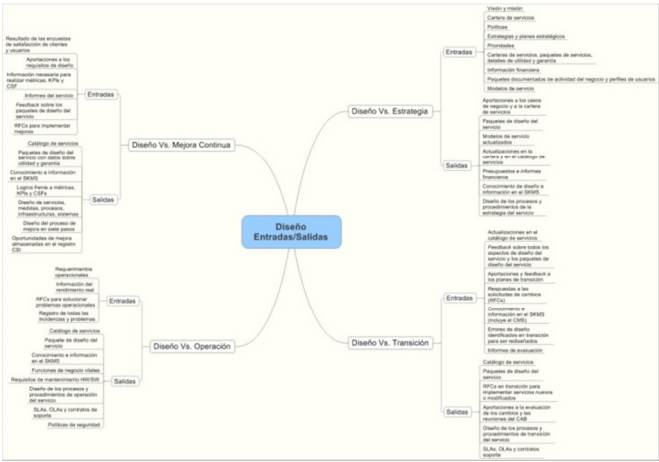 Diseño
Entradas/Salidas
Diseño Vs. Estrategia
Entradas
Visión y misión
Cartera de servicios
Políticas
Estrategias y planes estratégicos
Prioridades
Carteras de servicios, paquetes de servicios,
detalles de utilidad y garantía
Información financiera
Paquetes documentados de actividad del negocio y perfiles de usuarios
Modelos de servicio
Salidas
Aportaciones a los casos
de negocio y a la cartera
de servicios
Paquetes de diseño del
servicio
Modelos de servicio
actualizados
Actualizaciones en la
cartera y en el catálogo de
servicios
Presupuestos e informes
financieros
Conocimiento de diseño e
información en el SKMS
Diseño de los procesos y
procedimientos de la
estrategia del servicio
Diseño Vs. Transición
Entradas
Actualizaciones en el
catálogo de servicios
Feedback sobre todos los
aspectos de diseño del
servicio y los paquetes de
diseño del servicio
Aportaciones y feedback a
los planes de transición
Respuestas a las
solicitudes de cambios
(RFCs)
Conocimiento e
información en el SKMS
(incluye el CMS)
Errores de diseño
identificados en transición
para ser rediseñados
Informes de evaluación
Salidas
Catálogo de servicios
Paquetes de diseño del
servicio
RFCs en transición para
implementar servicios nuevos
o modificados
Aportaciones a la evaluación
de los cambios y las
reuniones del CAB
Diseño de los procesos y
procedimientos de transición
del servicio
SLAs, OLAs y contratos
soporte
Diseño Vs. Mejora Continua
Entradas
Resultado de las encuestas
de satisfacción de clientes
y usuarios
Aportaciones a los
requisitos de diseño
Información necesaria para
realizar métricas, KPIs y
CSF
Informes del servicio
Feedback sobre los
paquetes de diseño del
servicio
RFCs para implementar
mejoras
Salidas
Catálogo de servicios
Paquetes de diseño del
servicio con datos sobre
utilidad y garantía
Conocimiento e información
en el SKMS
Logros frente a métricas,
KPIs y CSFs
Diseño de servicios,
medidas, procesos,
infraestructuras, sistemas
Diseño del proceso de
mejora en siete pasos
Oportunidades de mejora
almacenadas en el registro
CSI
Diseño Vs. Operación
Entradas
Requerimientos
operacionales
Información del
rendimiento real
RFCs para solucionar
problemas operacionales
Registro de todas las
incidencias y problemas
Salidas
Catálogo de servicios
Paquete de diseño del
servicio
Conocimiento e información
en el SKMS
Funciones de negocio vitales
Requisitos de mantenimiento HW/SW
Diseño de los procesos y
procedimientos de operación
del servicio
SLAs, OLAs y contratos de
soporte
Políticas de seguridad